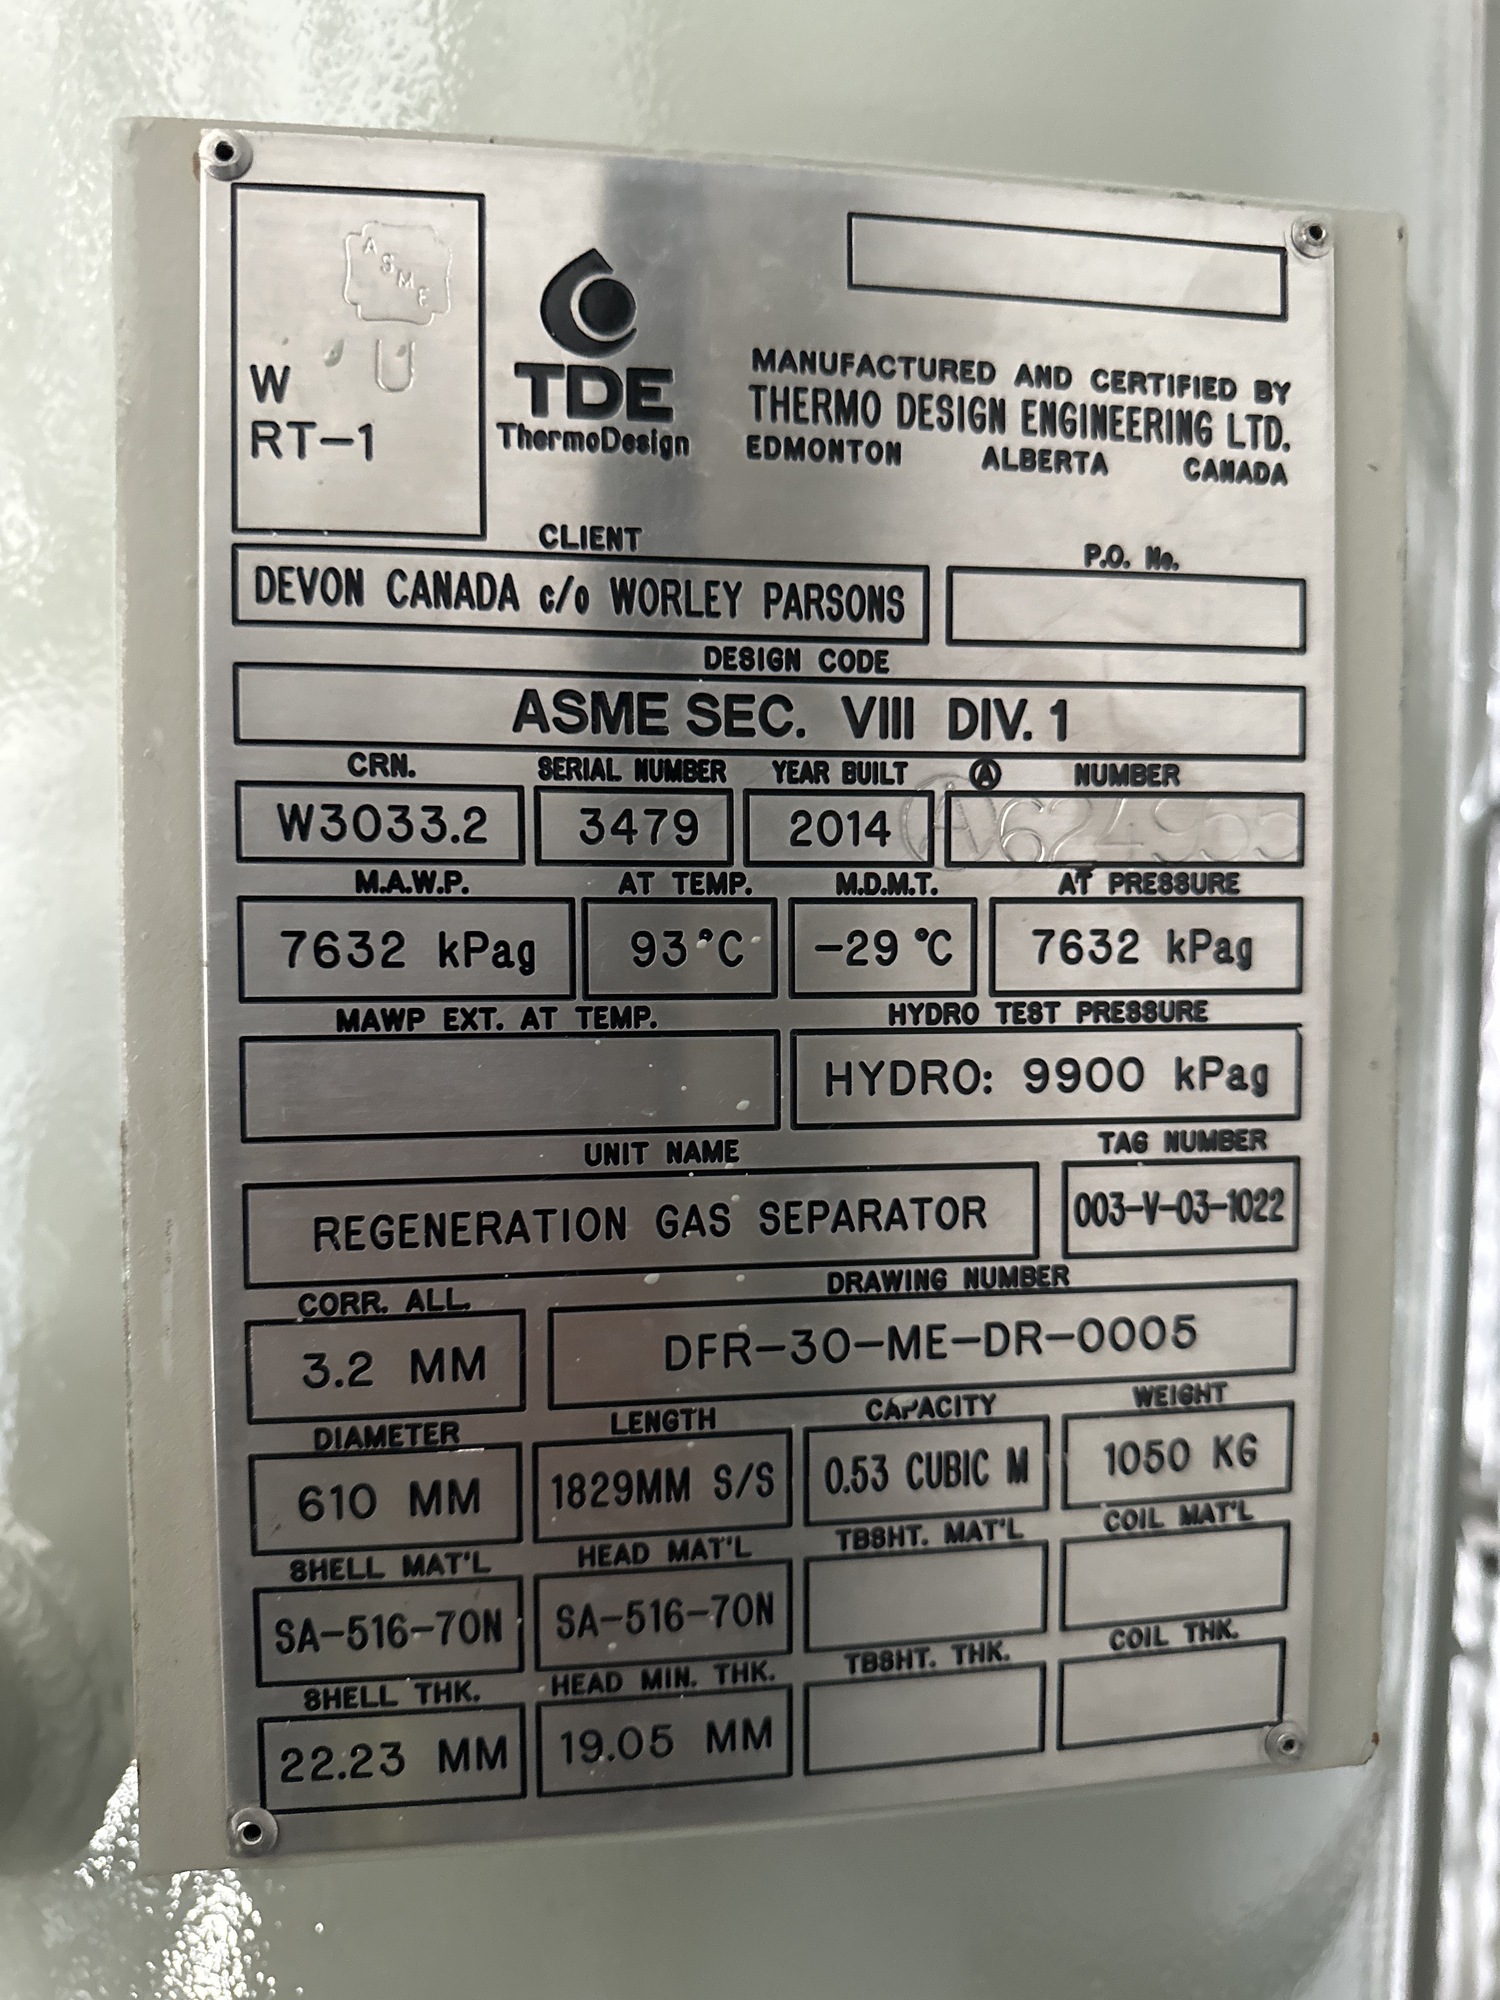 ASME
U
W
RT-1
TDE
ThermoDesign
MANUFACTURED AND CERTIFIED BY
THERMO DESIGN ENGINEERING LTD.
EDMONTON ALBERTA CANADA
CLIENT P.O. No.
DEVON CANADA c/o WORLEY PARSONS
DESIGN CODE
ASME SEC. VIII DIV. 1
CRN. SERIAL NUMBER YEAR BUILT Ⓐ NUMBER
W3033.2 3479 2014
M.A.W.P. AT TEMP. M.D.M.T. AT PRESSURE
7632 kPag 93°C -29°C 7632 kPag
MAWP EXT. AT TEMP. HYDRO TEST PRESSURE
HYDRO: 9900 kPag
UNIT NAME TAG NUMBER
REGENERATION GAS SEPARATOR 003-V-03-1022
CORR. ALL. DRAWING NUMBER
3.2 MM DFR-30-ME-DR-0005
DIAMETER LENGTH CAPACITY WEIGHT
610 MM 1829MM S/S 0.53 CUBIC M 1050 KG
SHELL MAT'L HEAD MAT'L TBSHT. MAT'L COIL MAT'L
SA-516-70N SA-516-70N
SHELL THK. HEAD MIN. THK. TBSHT. THK. COIL THK.
22.23 MM 19.05 MM